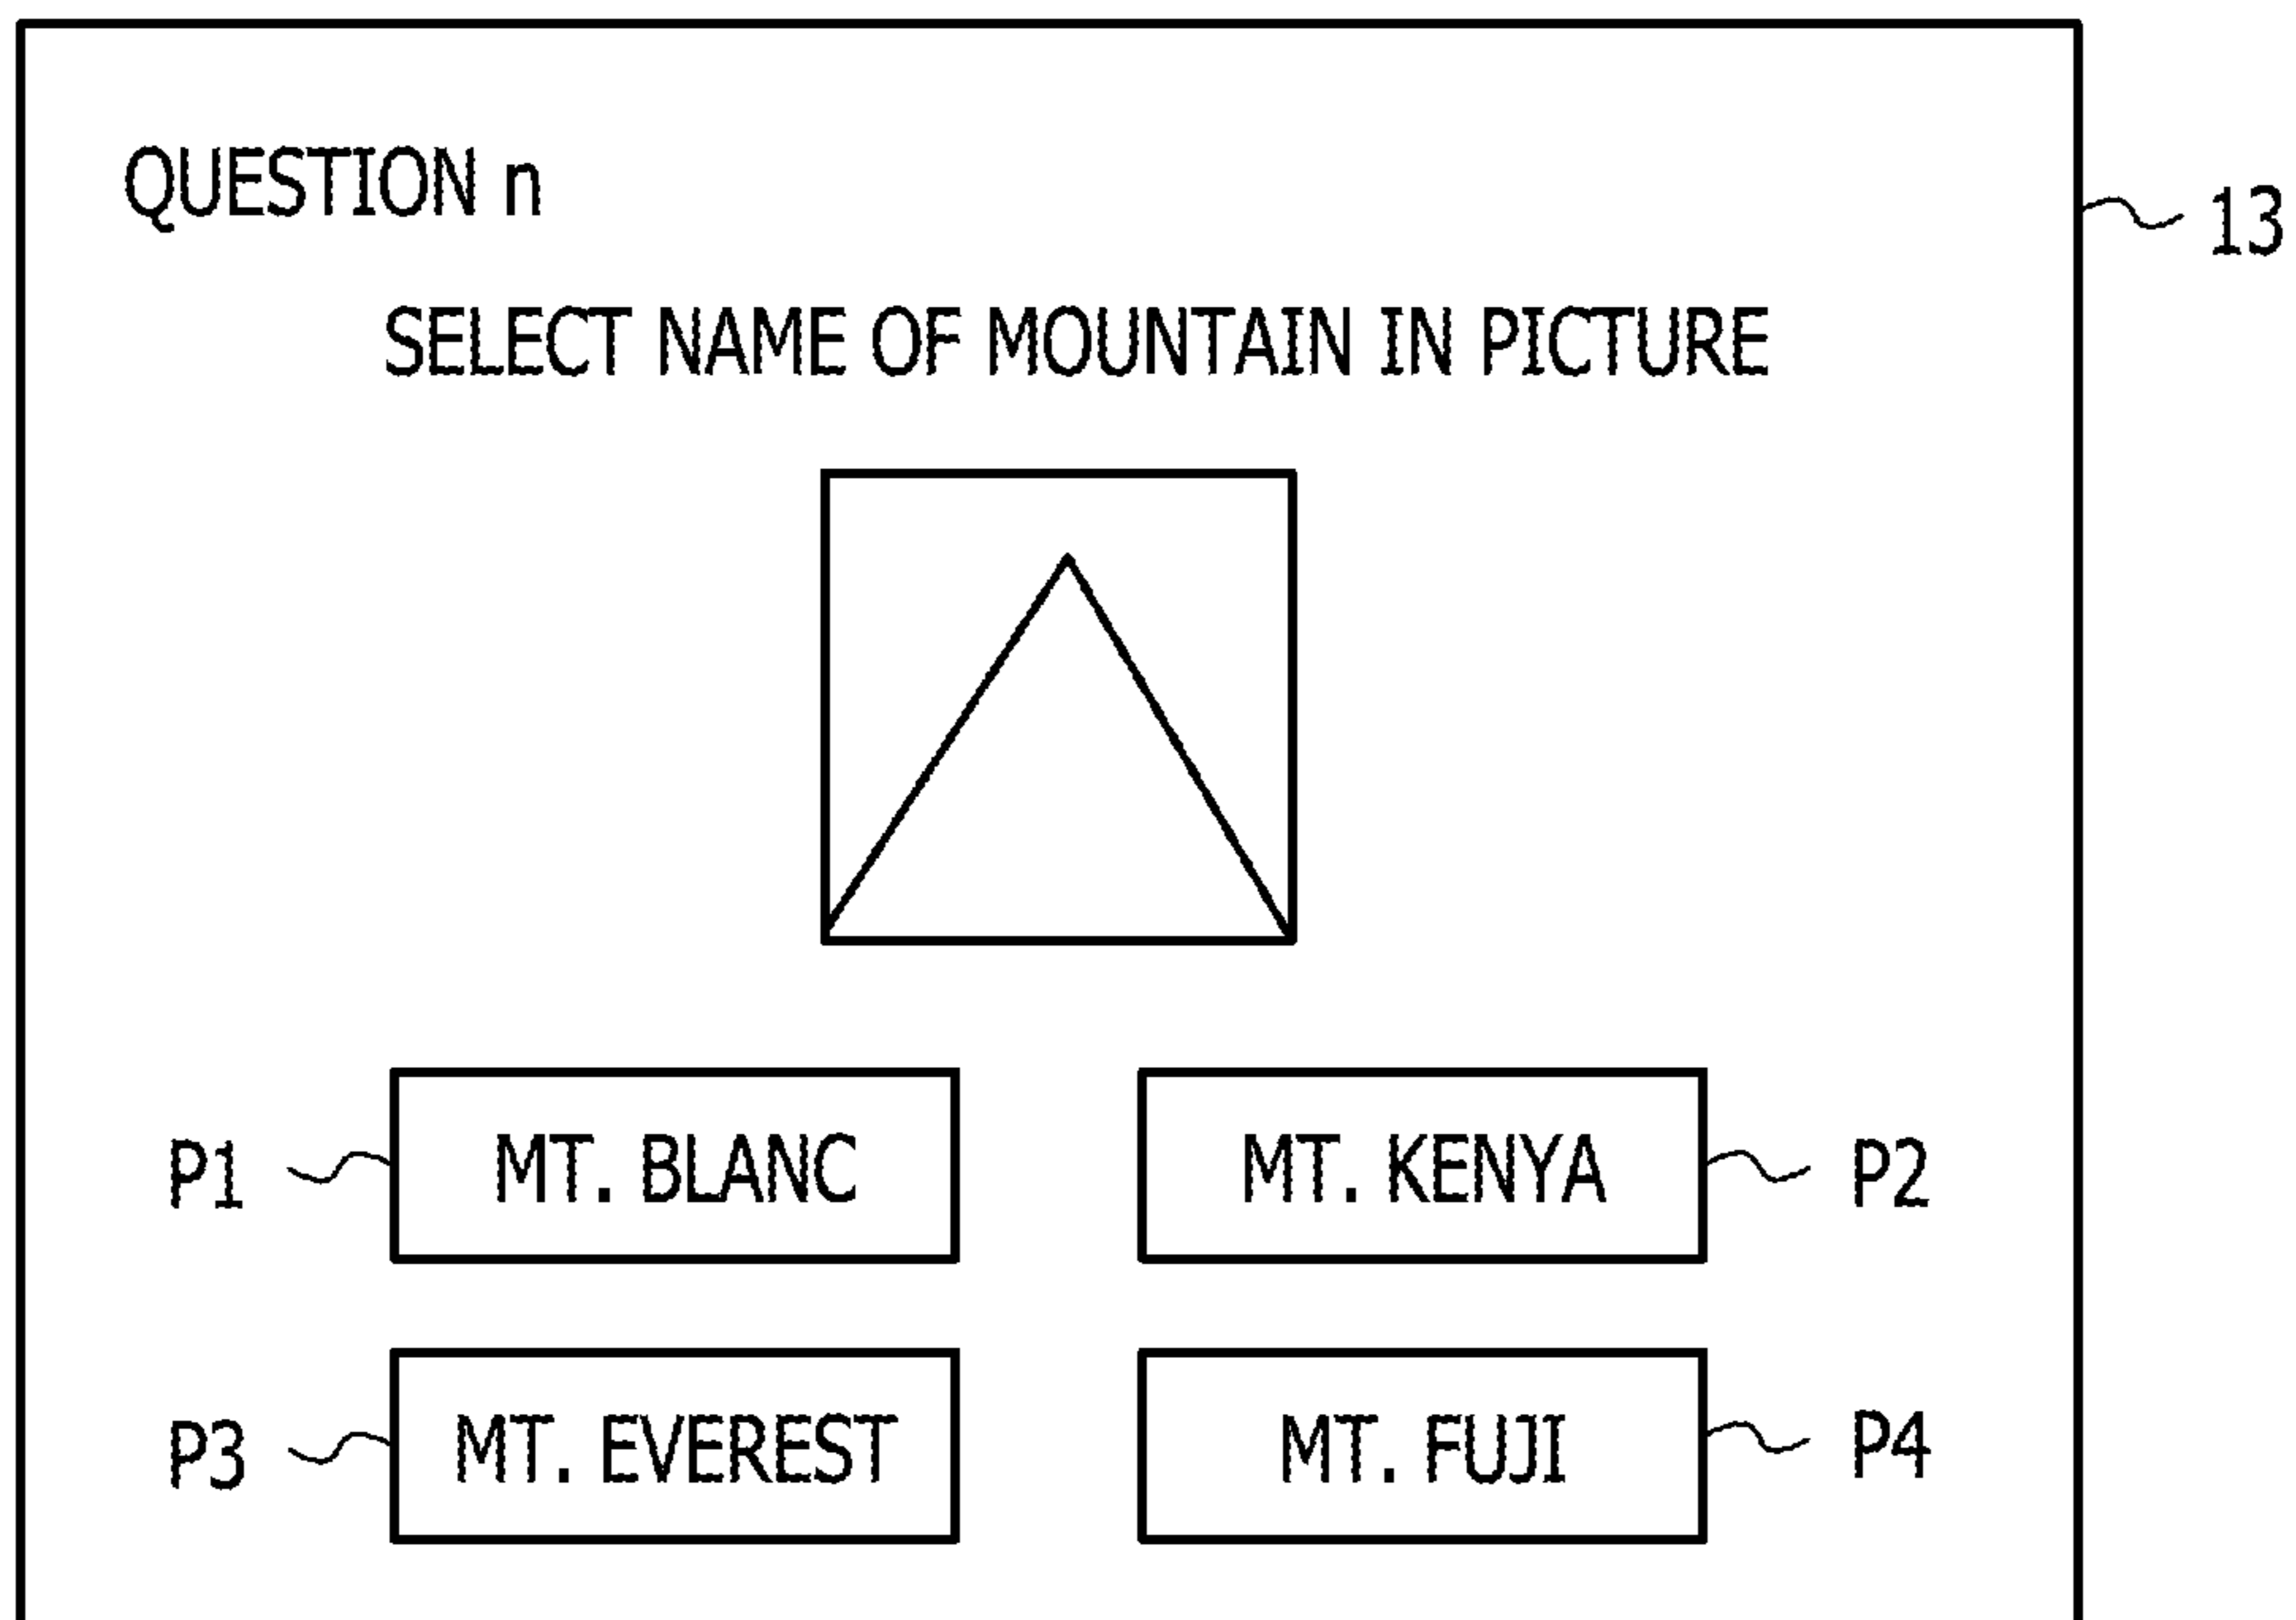 QUESTION n
13
SELECT NAME OF MOUNTAIN IN PICTURE
P1 MT. BLANC MT. KENYA P2
P3 MT. EVEREST MT. FUJI P4